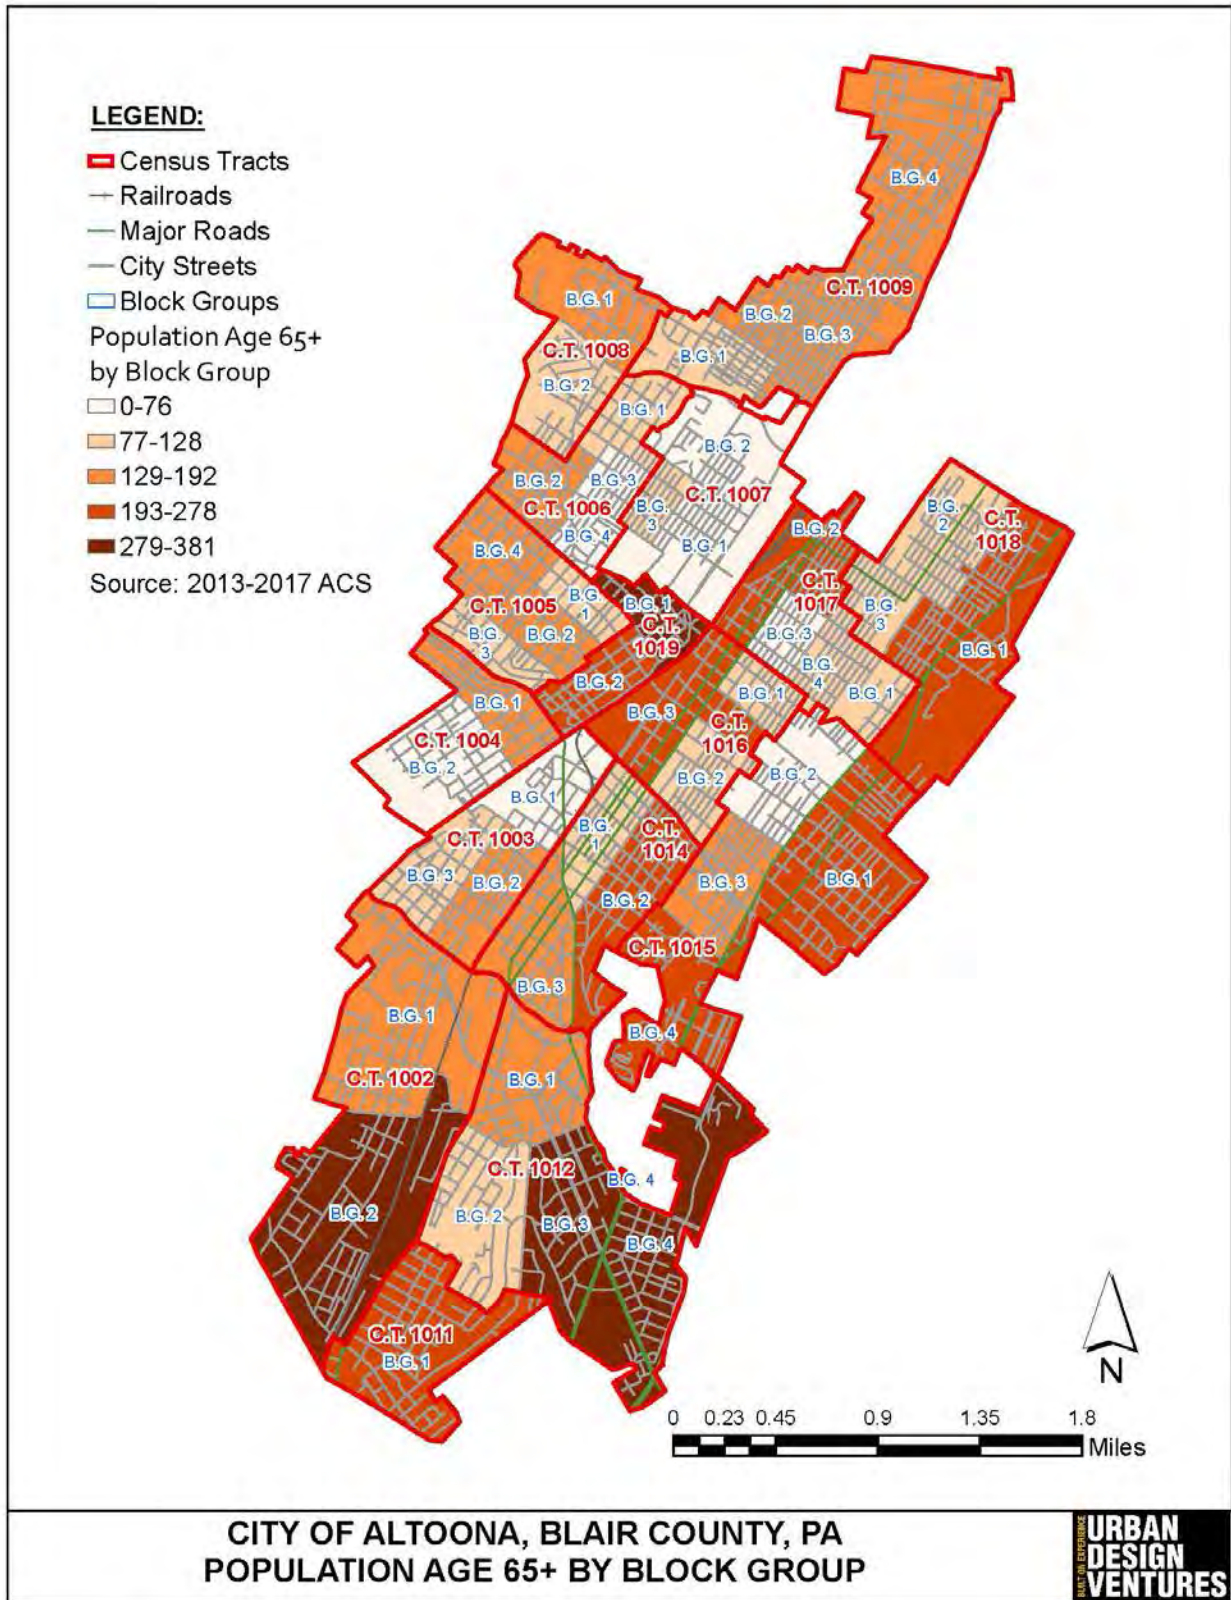 LEGEND:
Census Tracts
Railroads
Major Roads
City Streets
Block Groups
Population Age 65+
by Block Group
0-76
77-128
129-192
193-278
279-381
Source: 2013-2017 ACS
B.G. 4
C.T. 1009
B.G. 2
B.G. 3
B.G. 1
B.G. 1
C.T. 1008
B.G. 2
B.G. 1
B.G. 2
C.T. 1007
B.G. 3
B.G. 1
B.G. 2
B.G. 3
C.T. 1006
B.G. 4
B.G. 2
C.T. 1018
B.G. 3
B.G. 1
B.G. 2
C.T. 1017
B.G. 3
B.G. 4
B.G. 1
B.G. 4
B.G. 1
C.T. 1005
B.G. 2
B.G. 3
B.G. 1
C.T. 1019
B.G. 2
B.G. 1
C.T. 1004
B.G. 2
B.G. 3
B.G. 1
C.T. 1016
B.G. 2
B.G. 2
B.G. 1
C.T. 1003
B.G. 3
B.G. 2
B.G. 1
C.T. 1014
B.G. 2
B.G. 3
B.G. 3
B.G. 1
C.T. 1015
B.G. 4
B.G. 1
C.T. 1002
B.G. 2
B.G. 1
C.T. 1012
B.G. 4
B.G. 2
B.G. 3
B.G. 4
C.T. 1011
B.G. 1
N
0 0.23 0.45 0.9 1.35 1.8
Miles
CITY OF ALTOONA, BLAIR COUNTY, PA
POPULATION AGE 65+ BY BLOCK GROUP
BUILT ON EXPERIENCE
URBAN
DESIGN
VENTURES